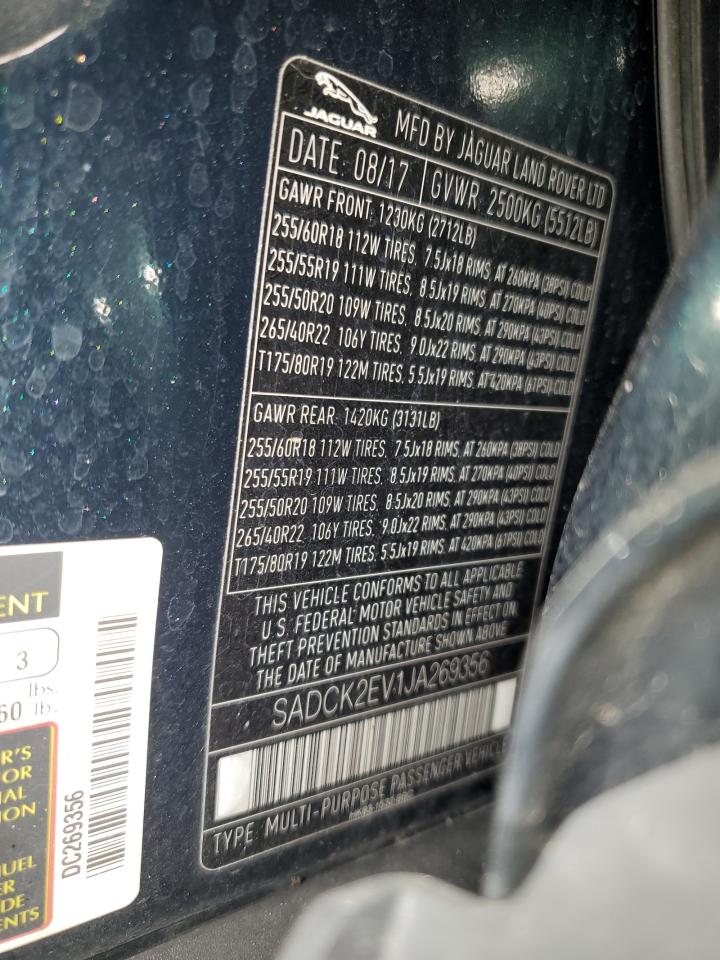 JAGUAR
MFD BY JAGUAR LAND ROVER LTD
DATE: 08/17 GVWR: 2500KG (5512LB)
GAWR FRONT: 1230KG (2712LB)
255/60R18 112W TIRES, 7.5Jx18 RIMS, AT 260KPA (38PSI) COLD
255/55R19 111W TIRES, 8.5Jx19 RIMS, AT 270KPA (40PSI) COLD
255/50R20 109W TIRES, 8.5Jx20 RIMS, AT 290KPA (43PSI) COLD
265/40R22 106Y TIRES, 9.0Jx22 RIMS, AT 290KPA (43PSI) COLD
T175/80R19 122M TIRES, 5.5Jx19 RIMS, AT 420KPA (61PSI) COLD
GAWR REAR: 1420KG (3131LB)
255/60R18 112W TIRES, 7.5Jx18 RIMS, AT 260KPA (38PSI) COLD
255/55R19 111W TIRES, 8.5Jx19 RIMS, AT 270KPA (40PSI) COLD
255/50R20 109W TIRES, 8.5Jx20 RIMS, AT 290KPA (43PSI) COLD
265/40R22 106Y TIRES, 9.0Jx22 RIMS, AT 290KPA (43PSI) COLD
T175/80R19 122M TIRES, 5.5Jx19 RIMS, AT 420KPA (61PSI) COLD
THIS VEHICLE CONFORMS TO ALL APPLICABLE
U.S. FEDERAL MOTOR VEHICLE SAFETY AND
THEFT PREVENTION STANDARDS IN EFFECT ON
THE DATE OF MANUFACTURE SHOWN ABOVE
SADCK2EV1JA269356
TYPE: MULTI-PURPOSE PASSENGER VEHICLE
ENT
3
lbs.
60 lb.
R'S
OR
IAL
ION
UEL
ER
DE
ENTS
DC269356